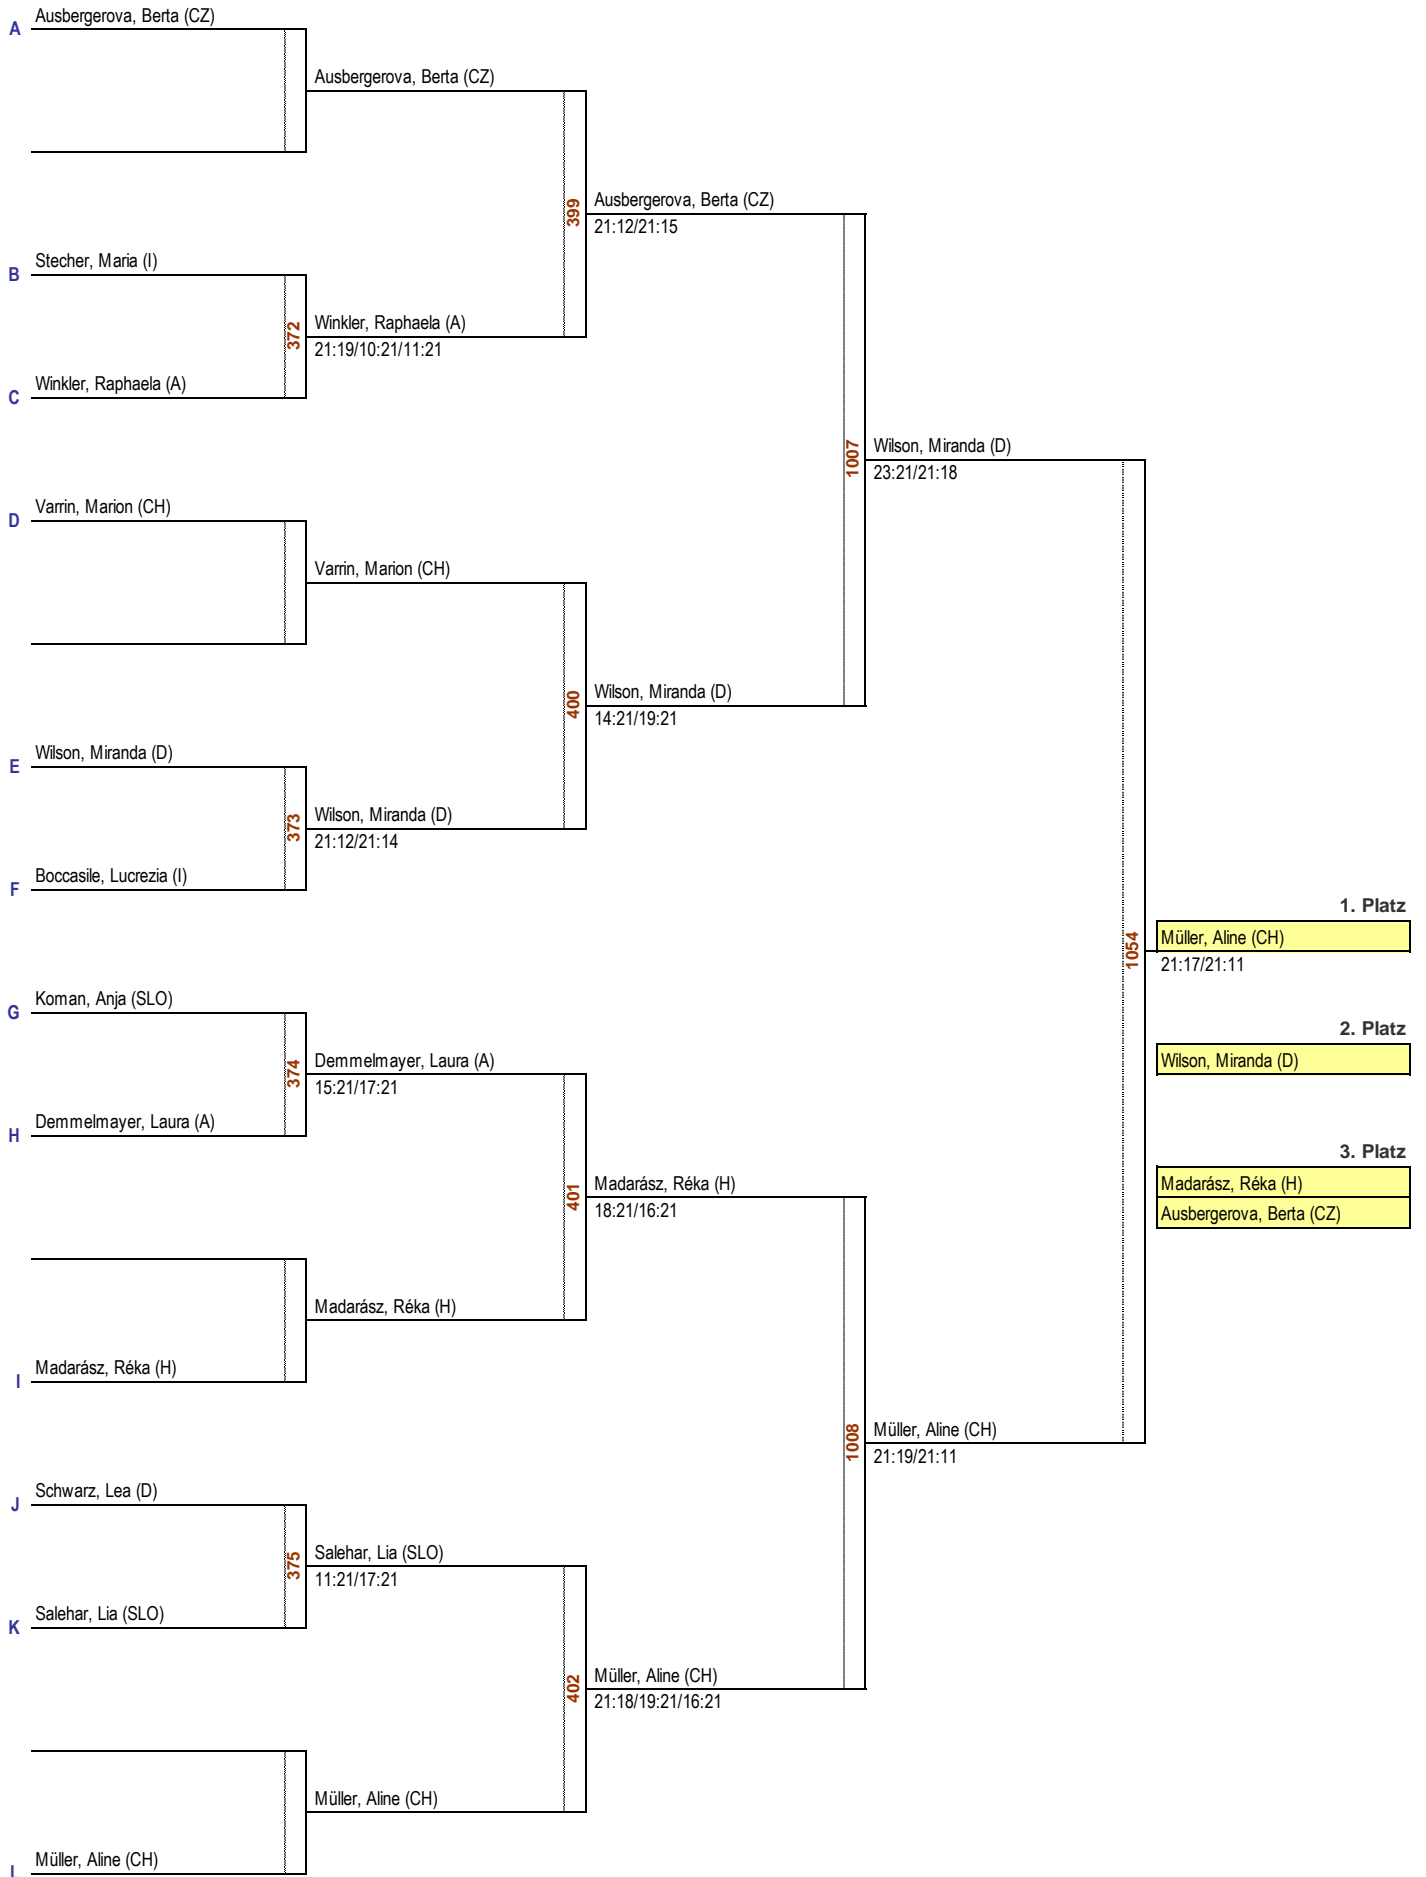 Ausbergerova, Berta (CZ)
A
Ausbergerova, Berta (CZ)
399
Ausbergerova, Berta (CZ)
21:12/21:15
Stecher, Maria (I)
B
372
Winkler, Raphaela (A)
21:19/10:21/11:21
Winkler, Raphaela (A)
C
1007
Wilson, Miranda (D)
23:21/21:18
Varrin, Marion (CH)
D
Varrin, Marion (CH)
400
Wilson, Miranda (D)
14:21/19:21
Wilson, Miranda (D)
E
373
Wilson, Miranda (D)
21:12/21:14
Boccasile, Lucrezia (I)
F
1. Platz
1054
Müller, Aline (CH)
21:17/21:11
Koman, Anja (SLO)
G
2. Platz
Wilson, Miranda (D)
374
Demmelmayer, Laura (A)
15:21/17:21
Demmelmayer, Laura (A)
H
3. Platz
Madarász, Réka (H)
Ausbergerova, Berta (CZ)
401
Madarász, Réka (H)
18:21/16:21
Madarász, Réka (H)
Madarász, Réka (H)
I
1008
Müller, Aline (CH)
21:19/21:11
Schwarz, Lea (D)
J
375
Salehar, Lia (SLO)
11:21/17:21
Salehar, Lia (SLO)
K
402
Müller, Aline (CH)
21:18/19:21/16:21
Müller, Aline (CH)
Müller, Aline (CH)
L